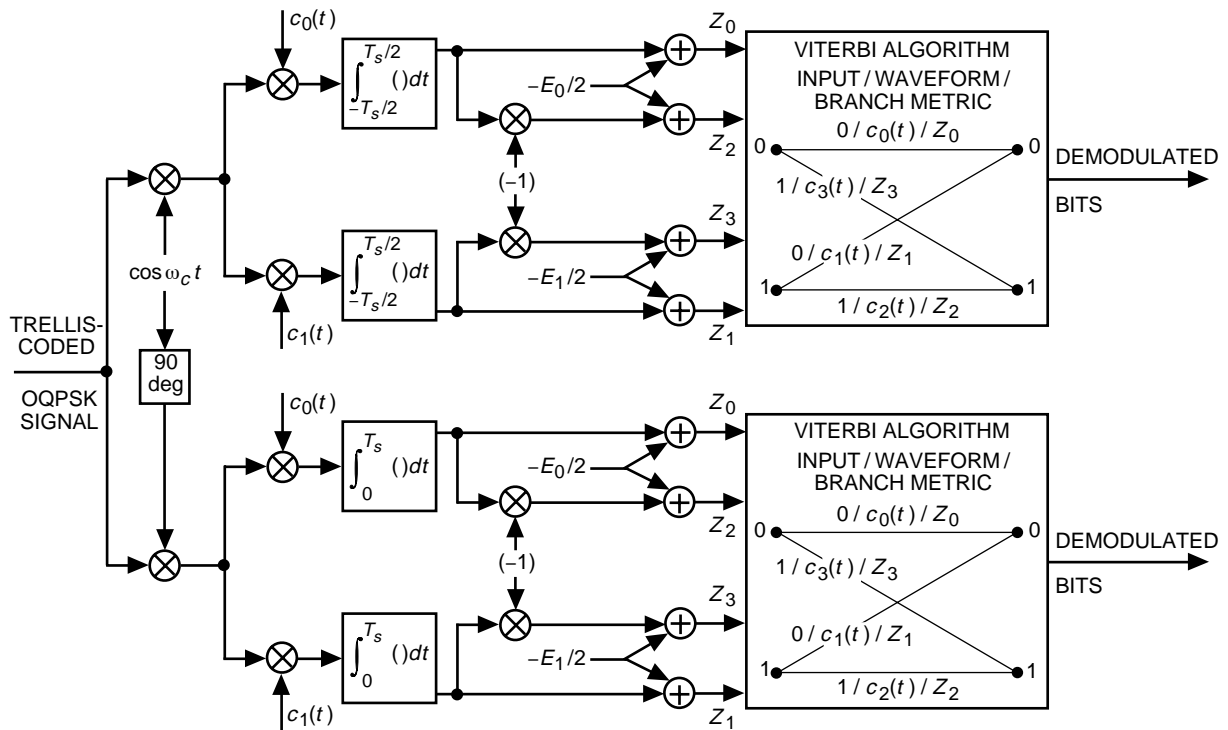 c0(t)
Ts/2
∫ ( ) dt
−Ts/2
−E0/2
Z0
Z2
(−1)
cos ωc t
c1(t)
Ts/2
∫ ( ) dt
−Ts/2
−E1/2
Z3
Z1
VITERBI ALGORITHM
INPUT / WAVEFORM /
BRANCH METRIC
0 / c0(t) / Z0
0
0
1 / c3(t) / Z3
0 / c1(t) / Z1
1
1
1 / c2(t) / Z2
DEMODULATED
BITS
TRELLIS-
CODED
OQPSK
SIGNAL
90
deg
c0(t)
Ts
∫ ( ) dt
0
−E0/2
Z0
Z2
(−1)
c1(t)
Ts
∫ ( ) dt
0
−E1/2
Z3
Z1
VITERBI ALGORITHM
INPUT / WAVEFORM /
BRANCH METRIC
0 / c0(t) / Z0
0
0
1 / c3(t) / Z3
0 / c1(t) / Z1
1
1
1 / c2(t) / Z2
DEMODULATED
BITS